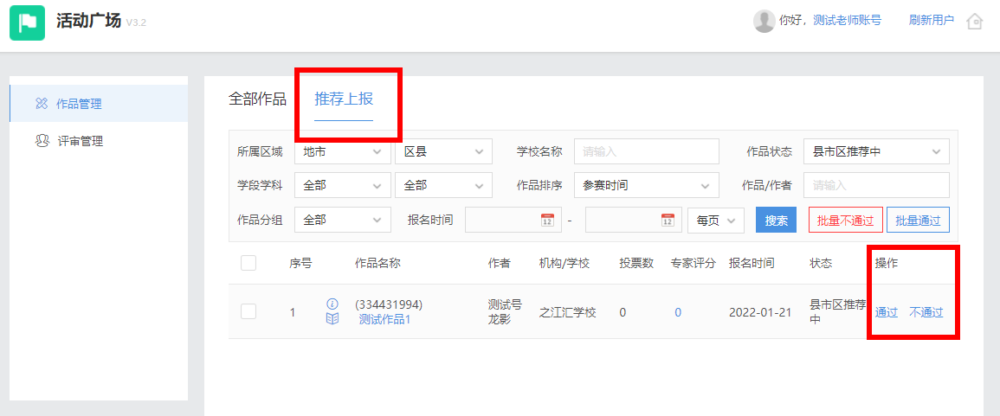 活动广场 V3.2
你好，测试老师账号 刷新用户
作品管理
评审管理
全部作品 推荐上报
所属区域 地市 区县 学校名称 请输入 作品状态 县市区推荐中
学段学科 全部 全部 作品排序 参赛时间 作品/作者 请输入
作品分组 全部 报名时间 12 - 12 每页 搜索 批量不通过 批量通过
序号 作品名称 作者 机构/学校 投票数 专家评分 报名时间 状态 操作
1 (334431994) 测试号 之江汇学校 0 0 2022-01-21 县市区推荐 通过 不通过
测试作品1 龙影 中